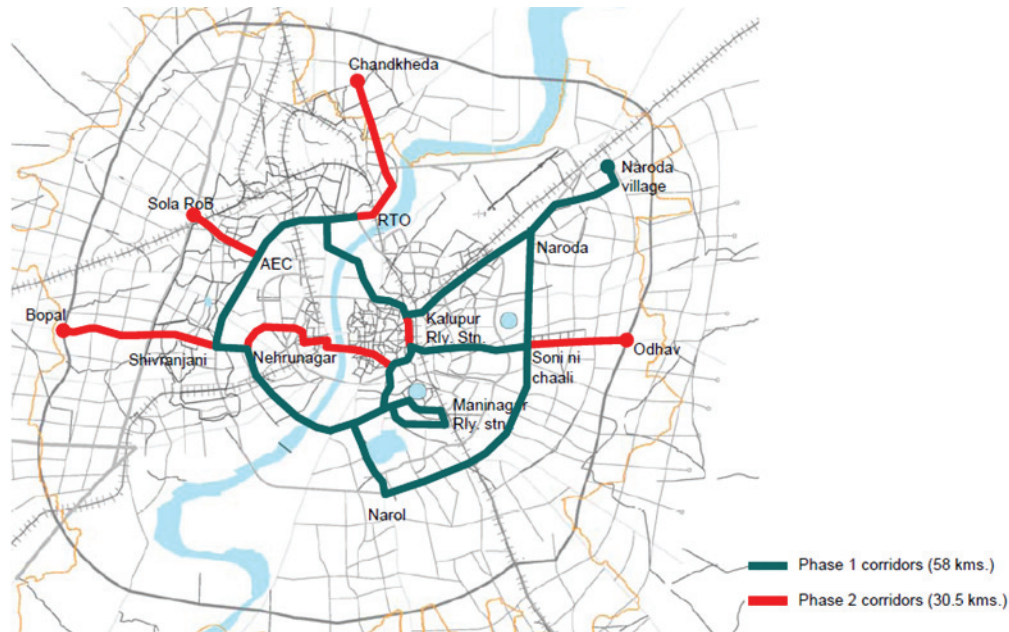 Chandkheda
Naroda
village
Sola RoB
RTO
Naroda
AEC
Bopal
Kalupur
Rly. Stn.
Shivranjani
Nehrunagar
Soni ni
chaali
Odhav
Maninagar
Rly. stn.
Narol
Phase 1 corridors (58 kms.)
Phase 2 corridors (30.5 kms.)